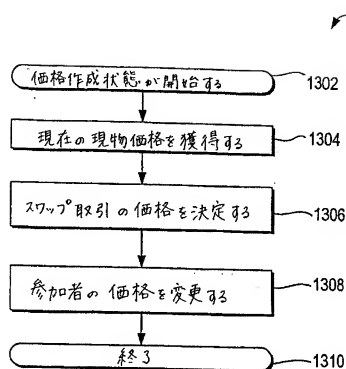 価格作成状態が開始する
1302
現在の現物価格を獲得する
1304
スワップ取引の価格を決定する
1306
参加者の価格を変更する
1308
終了
1310